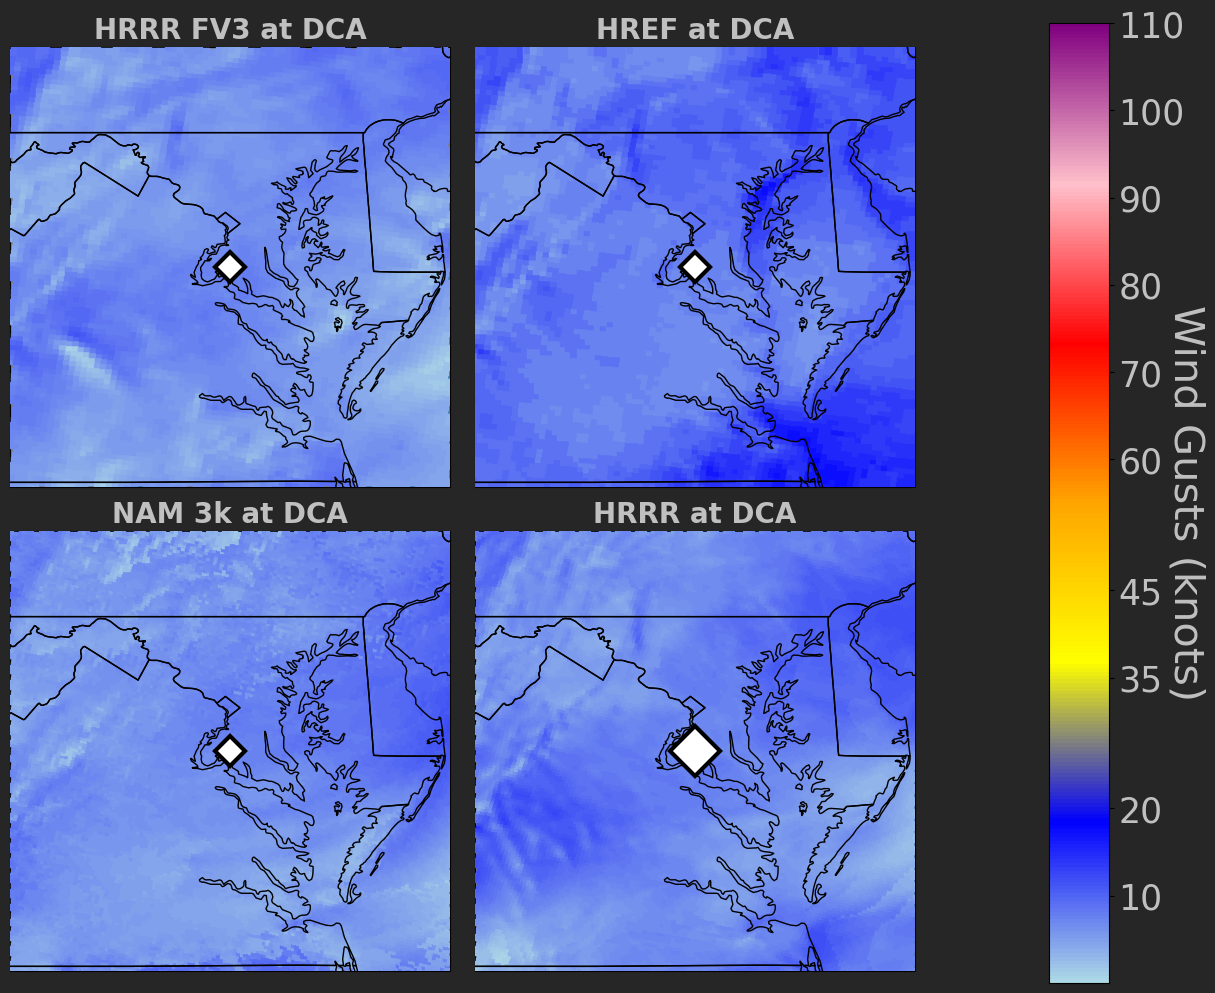 HRRR FV3 at DCA
HREF at DCA
NAM 3k at DCA
HRRR at DCA
110
100
90
80
70
60
45
35
20
10
Wind Gusts (knots)